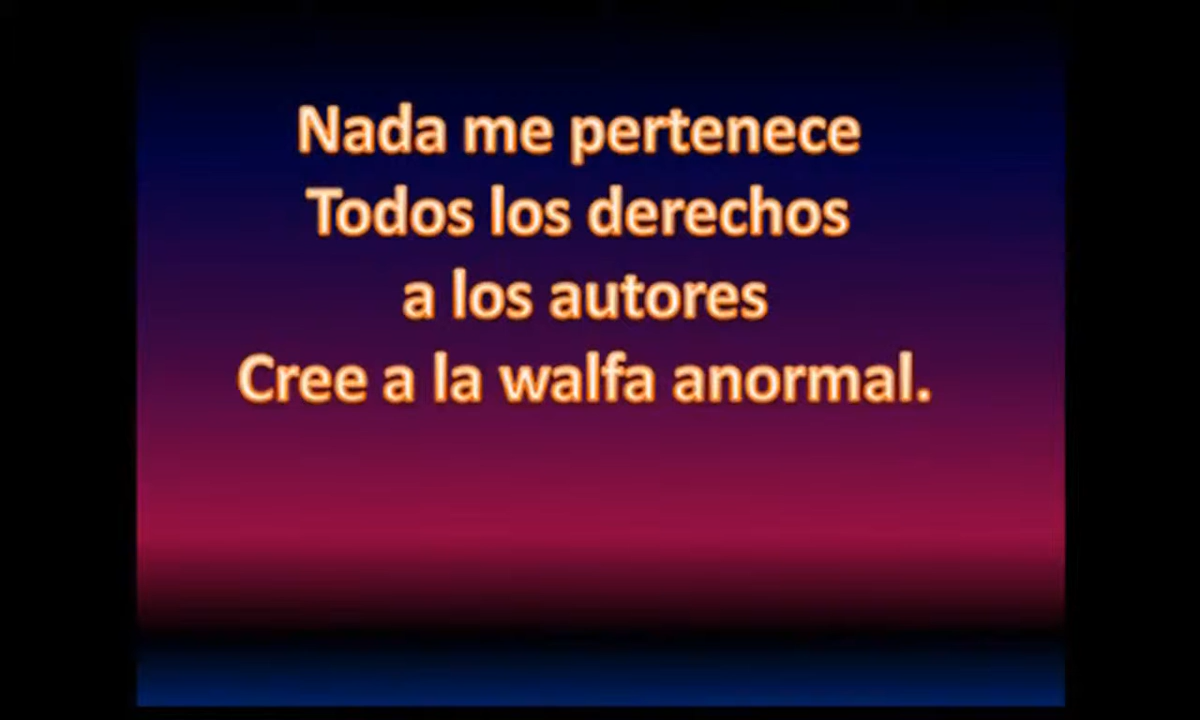 Nada me pertenece
Todos los derechos
a los autores
Cree a la walfa anormal.